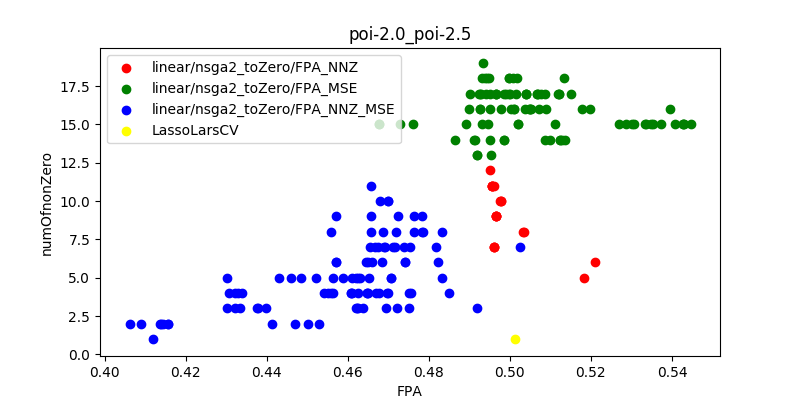 poi-2.0_poi-2.5
linear/nsga2_toZero/FPA_NNZ
linear/nsga2_toZero/FPA_MSE
linear/nsga2_toZero/FPA_NNZ_MSE
LassoLarsCV
numOfnonZero
17.5
15.0
12.5
10.0
7.5
5.0
2.5
0.0
0.40 0.42 0.44 0.46 0.48 0.50 0.52 0.54
FPA